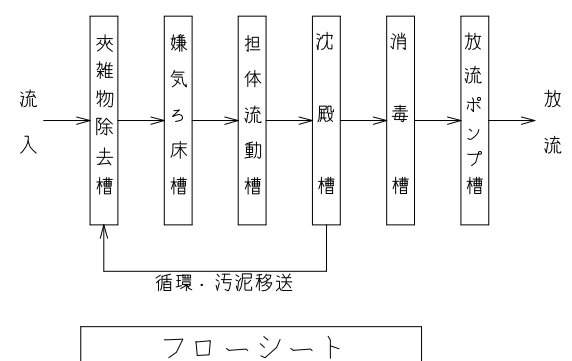 流入
夾雑物除去槽
嫌気ろ床槽
担体流動槽
沈殿槽
消毒槽
放流ポンプ槽
放流
循環・汚泥移送
フローシート